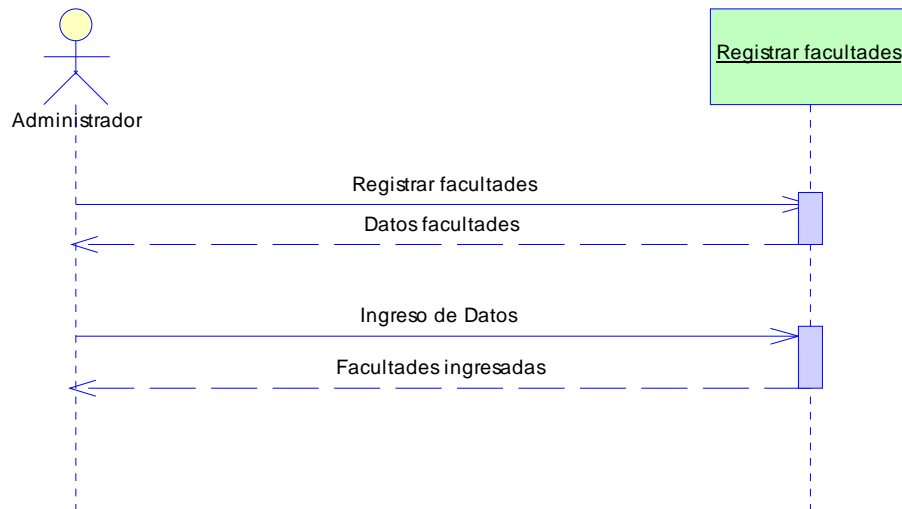 Registrar facultades
Administrador
Registrar facultades
Datos facultades
Ingreso de Datos
Facultades ingresadas